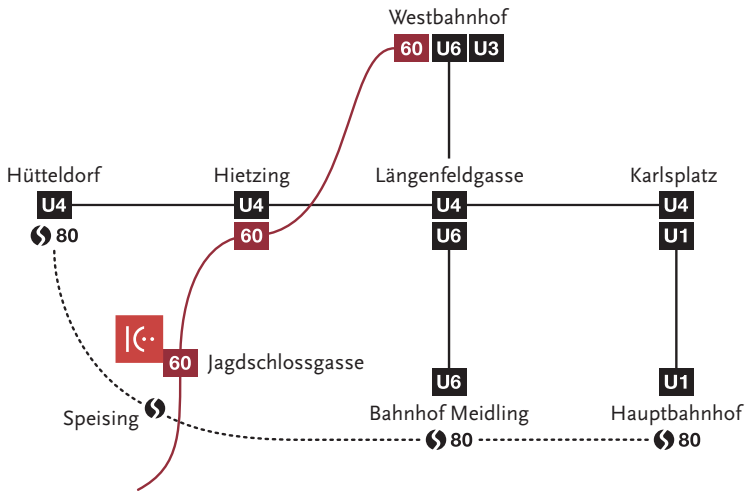 Westbahnhof
60 U6 U3
Hütteldorf
U4
80
Hietzing
U4
60
Längenfeldgasse
U4
U6
Karlsplatz
U4
U1
60 Jagdschlossgasse
Speising
U6
Bahnhof Meidling
80
U1
Hauptbahnhof
80